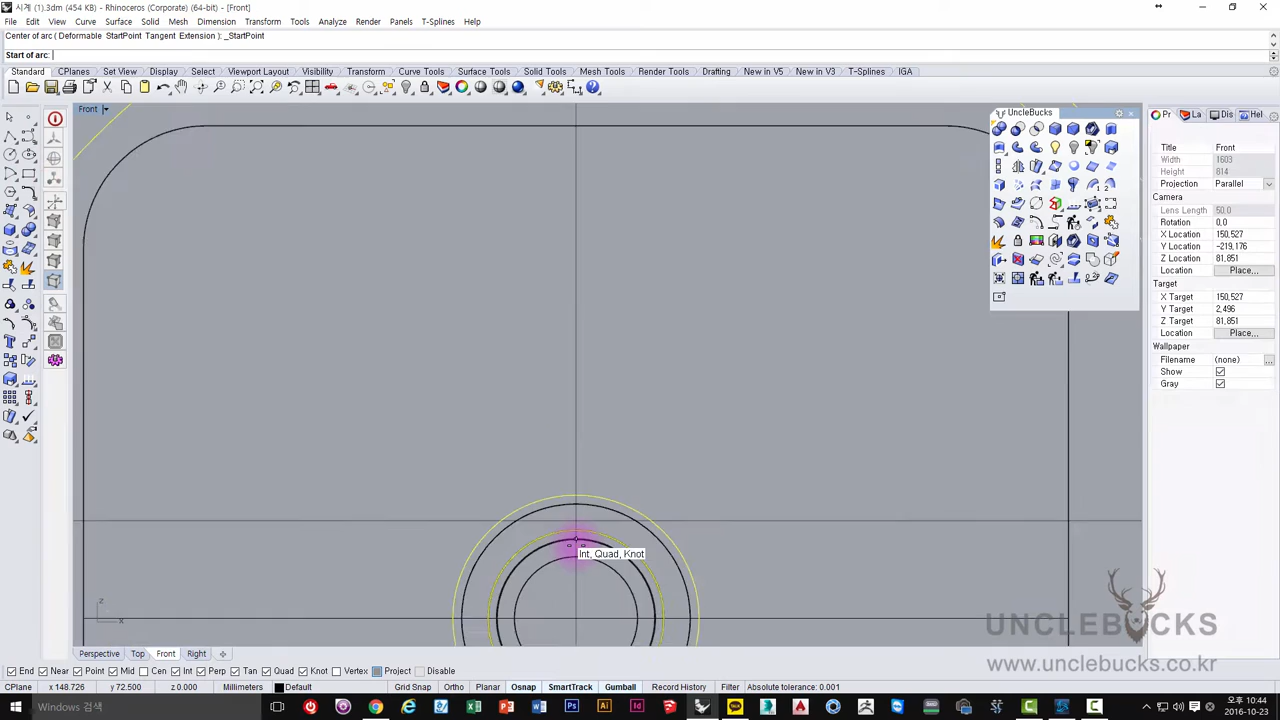 시계 (1).3dm (454 KB) - Rhinoceros (Corporate) (64-bit) - [Front]
File Edit View Curve Surface Solid Mesh Dimension Transform Tools Analyze Render Panels T-Splines Help
Center of arc ( Deformable StartPoint Tangent Extension ): _StartPoint
Start of arc:
Standard CPlanes Set View Display Select Viewport Layout Visibility Transform Curve Tools Surface Tools Solid Tools Mesh Tools Render Tools Drafting New in V5 New in V3 T-Splines IGA
Front
UncleBucks
Pr La Dis Hel
Title Front
Width 1603
Height 814
Projection Parallel
Camera
Lens Length 50.0
Rotation 0,0
X Location 150,527
Y Location -219,176
Z Location 81,851
Location Place...
Target
X Target 150,527
Y Target 2,496
Z Target 81,851
Location Place...
Wallpaper
Filename (none) ...
Show
Gray
Int, Quad, Knot
z
x
UNCLEBUCKS
www.unclebucks.co.kr
Perspective Top Front Right
End Near Point Mid Cen Int Perp Tan Quad Knot Vertex Project Disable
CPlane x 148.726 y 72.500 z 0.000 Millimeters Default Grid Snap Ortho Planar Osnap SmartTrack Gumball Record History Filter Absolute tolerance: 0.001
Windows 검색
오후 10:44
2016-10-23